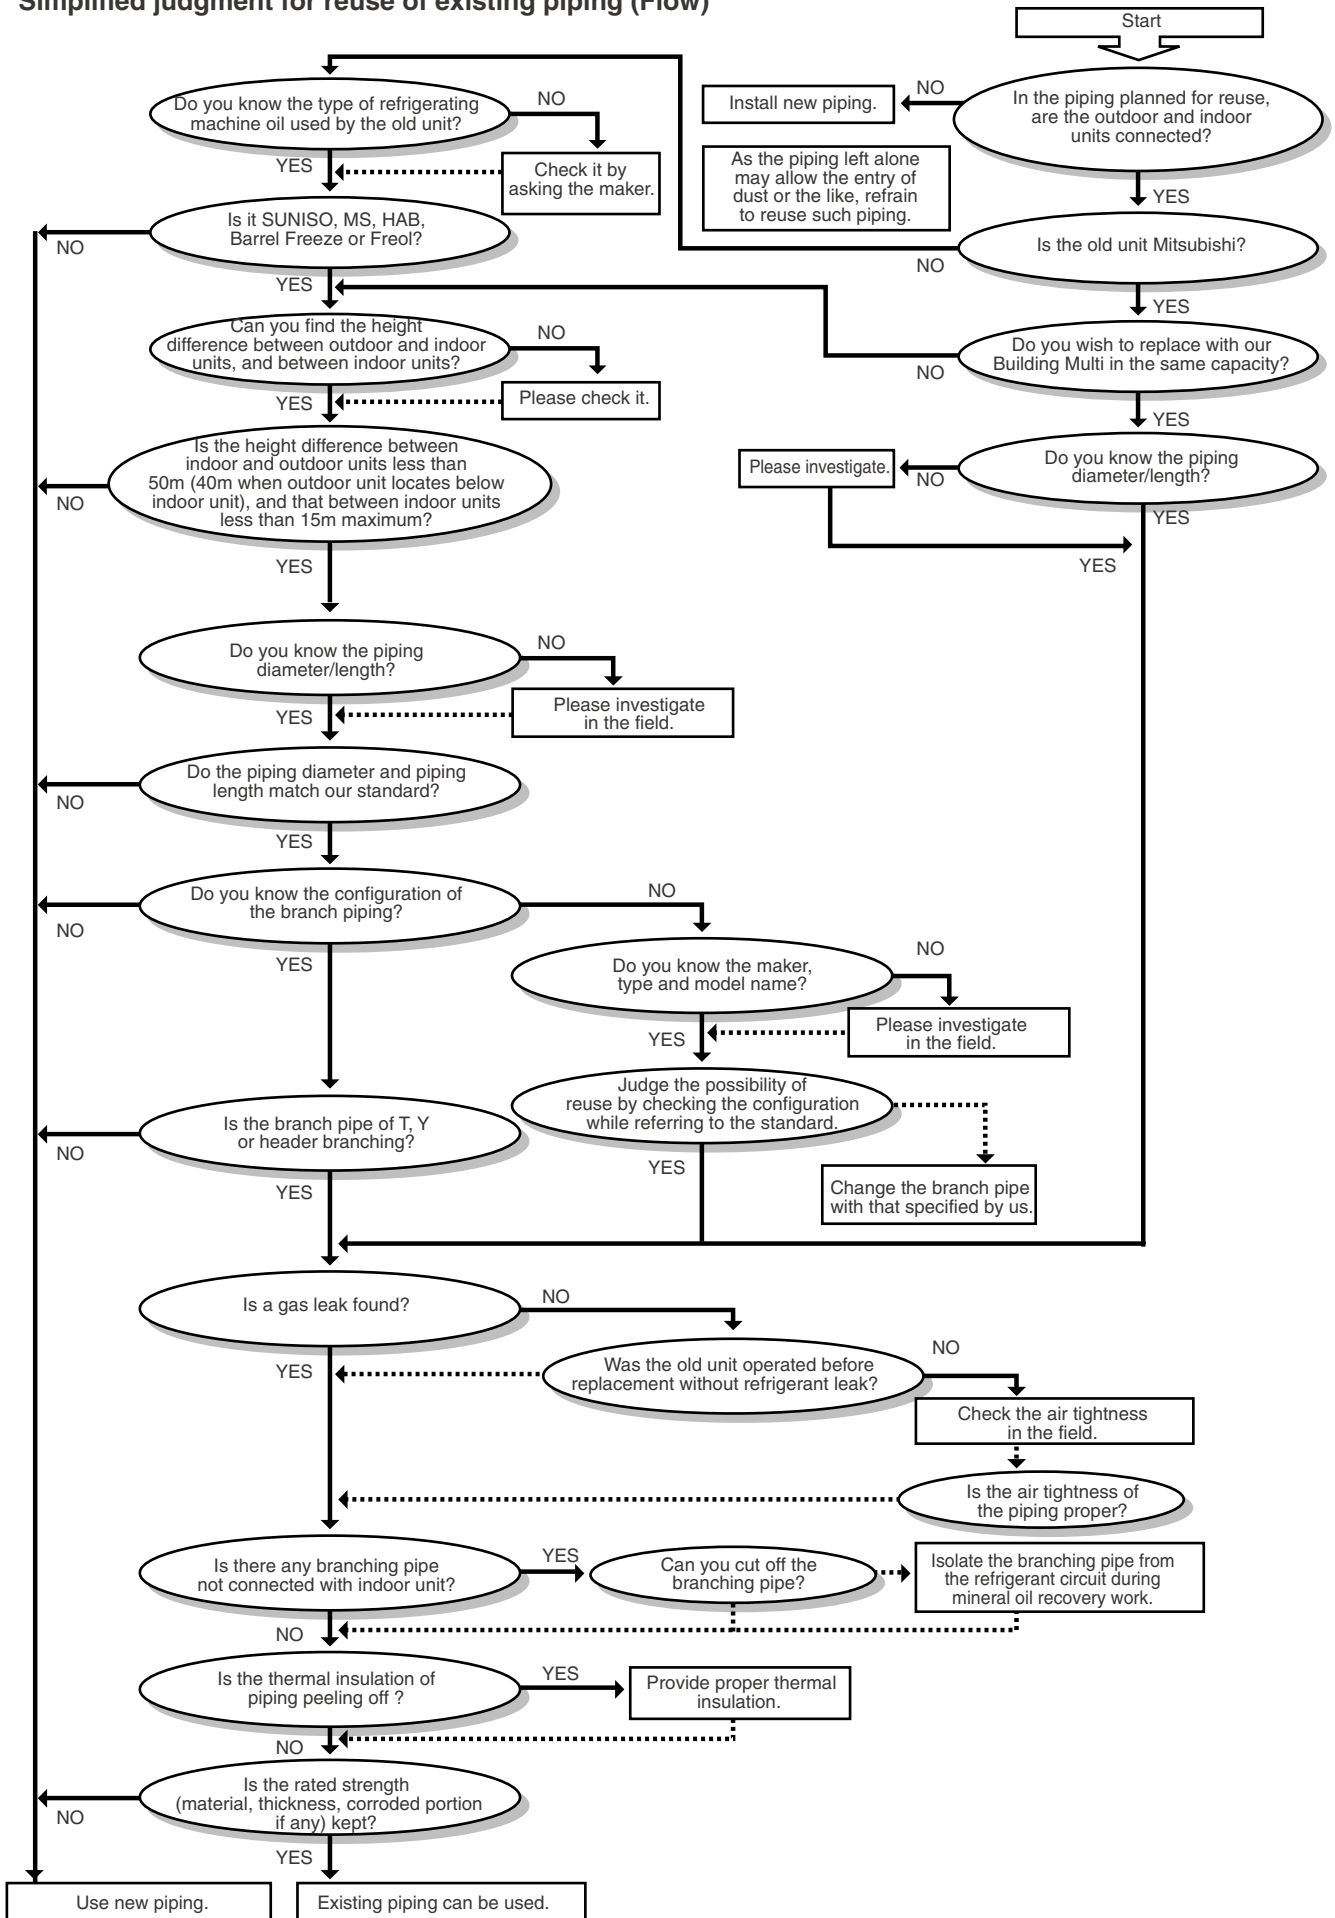 Simplified judgment for reuse of existing piping (Flow)
Start
In the piping planned for reuse,
are the outdoor and indoor
units connected?
NO
Install new piping.
As the piping left alone
may allow the entry of
dust or the like, refrain
to reuse such piping.
YES
Is the old unit Mitsubishi?
NO
YES
Do you wish to replace with our
Building Multi in the same capacity?
NO
YES
Do you know the piping
diameter/length?
NO
Please investigate.
YES
YES
Do you know the type of refrigerating
machine oil used by the old unit?
NO
Check it by
asking the maker.
YES
Is it SUNISO, MS, HAB,
Barrel Freeze or Freol?
NO
YES
Can you find the height
difference between outdoor and indoor
units, and between indoor units?
NO
Please check it.
YES
Is the height difference between
indoor and outdoor units less than
50m (40m when outdoor unit locates below
indoor unit), and that between indoor units
less than 15m maximum?
NO
YES
Do you know the piping
diameter/length?
NO
Please investigate
in the field.
YES
Do the piping diameter and piping
length match our standard?
NO
YES
Do you know the configuration of
the branch piping?
NO
NO
YES
Do you know the maker,
type and model name?
NO
Please investigate
in the field.
YES
Judge the possibility of
reuse by checking the configuration
while referring to the standard.
YES
Change the branch pipe
with that specified by us.
Is the branch pipe of T, Y
or header branching?
NO
YES
Is a gas leak found?
NO
YES
Was the old unit operated before
replacement without refrigerant leak?
NO
Check the air tightness
in the field.
Is the air tightness of
the piping proper?
Is there any branching pipe
not connected with indoor unit?
YES
Can you cut off the
branching pipe?
Isolate the branching pipe from
the refrigerant circuit during
mineral oil recovery work.
NO
Is the thermal insulation of
piping peeling off ?
YES
Provide proper thermal
insulation.
NO
Is the rated strength
(material, thickness, corroded portion
if any) kept?
NO
YES
Use new piping.
Existing piping can be used.